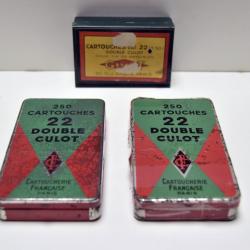 CARTOUCHES DE 22
DOUBLE CULOT
250
CARTOUCHES
22
DOUBLE
CULOT
CARTOUCHERIE
FRANÇAISE
PARIS
250
CARTOUCHES
22
DOUBLE
CULOT
CARTOUCHERIE
FRANÇAISE
PARIS